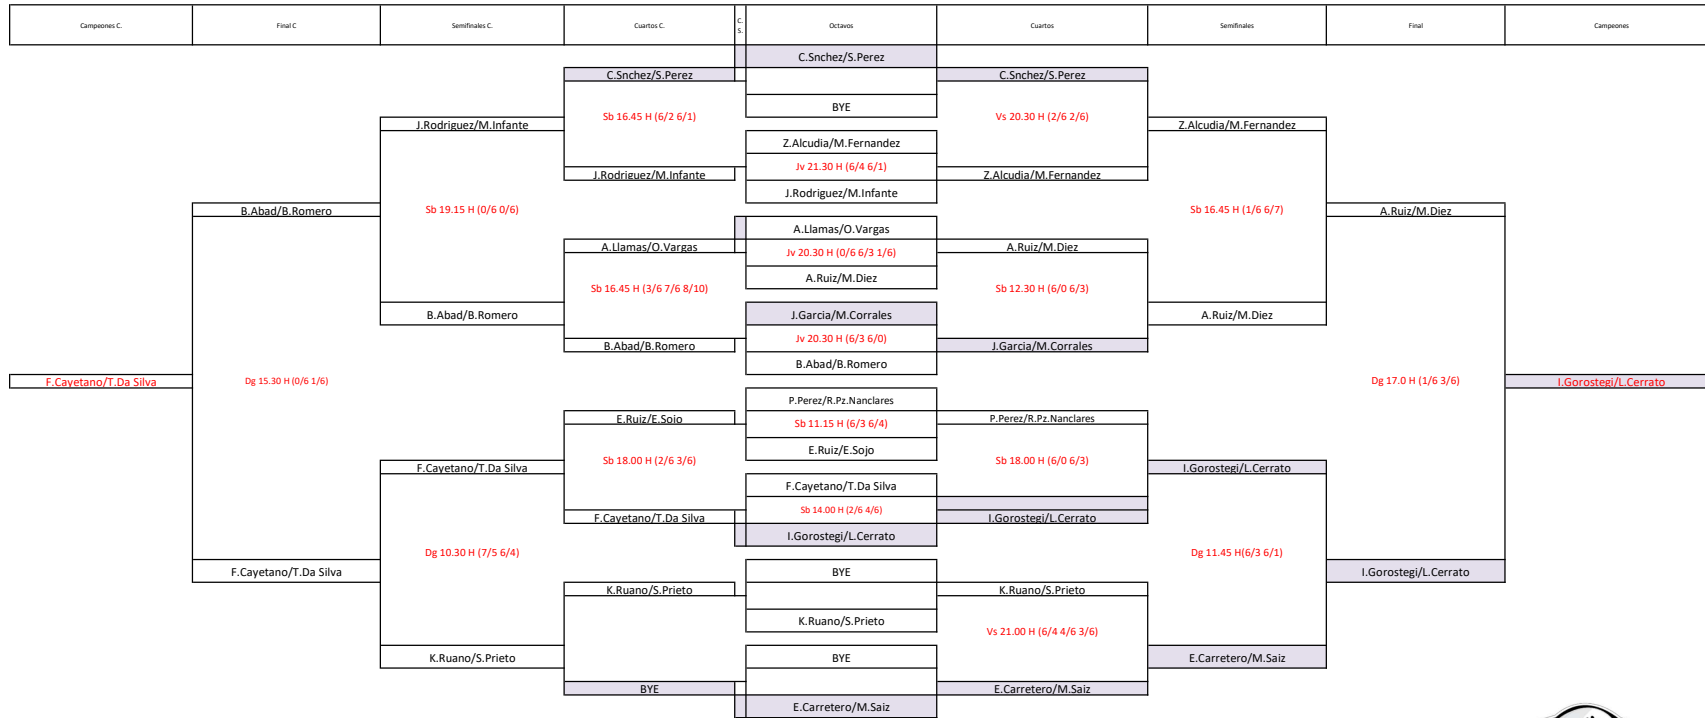 Campeones C. Final C Semifinales C. Cuartos C. C. S. Octavos Cuartos Semifinales Final Campeones
C.Snchez/S.Perez
C.Snchez/S.Perez C.Snchez/S.Perez
BYE
Sb 16.45 H (6/2 6/1) Vs 20.30 H (2/6 2/6)
J.Rodriguez/M.Infante Z.Alcudia/M.Fernandez
Z.Alcudia/M.Fernandez
Jv 21.30 H (6/4 6/1)
J.Rodriguez/M.Infante Z.Alcudia/M.Fernandez
J.Rodriguez/M.Infante
B.Abad/B.Romero Sb 19.15 H (0/6 0/6) Sb 16.45 H (1/6 6/7) A.Ruiz/M.Diez
A.Llamas/O.Vargas
A.Llamas/O.Vargas Jv 20.30 H (0/6 6/3 1/6) A.Ruiz/M.Diez
A.Ruiz/M.Diez
Sb 16.45 H (3/6 7/6 8/10) Sb 12.30 H (6/0 6/3)
B.Abad/B.Romero J.Garcia/M.Corrales A.Ruiz/M.Diez
Jv 20.30 H (6/3 6/0)
B.Abad/B.Romero J.Garcia/M.Corrales
B.Abad/B.Romero
F.Cayetano/T.Da Silva Dg 15.30 H (0/6 1/6) Dg 17.0 H (1/6 3/6) I.Gorostegi/L.Cerrato
P.Perez/R.Pz.Nanclares
E.Ruiz/E.Sojo Sb 11.15 H (6/3 6/4) P.Perez/R.Pz.Nanclares
E.Ruiz/E.Sojo
Sb 18.00 H (2/6 3/6) Sb 18.00 H (6/0 6/3)
F.Cayetano/T.Da Silva I.Gorostegi/L.Cerrato
F.Cayetano/T.Da Silva
Sb 14.00 H (2/6 4/6)
F.Cayetano/T.Da Silva I.Gorostegi/L.Cerrato
I.Gorostegi/L.Cerrato
Dg 10.30 H (7/5 6/4) Dg 11.45 H(6/3 6/1)
F.Cayetano/T.Da Silva BYE I.Gorostegi/L.Cerrato
K.Ruano/S.Prieto K.Ruano/S.Prieto
K.Ruano/S.Prieto
Vs 21.00 H (6/4 4/6 3/6)
K.Ruano/S.Prieto BYE E.Carretero/M.Saiz
BYE E.Carretero/M.Saiz
E.Carretero/M.Saiz